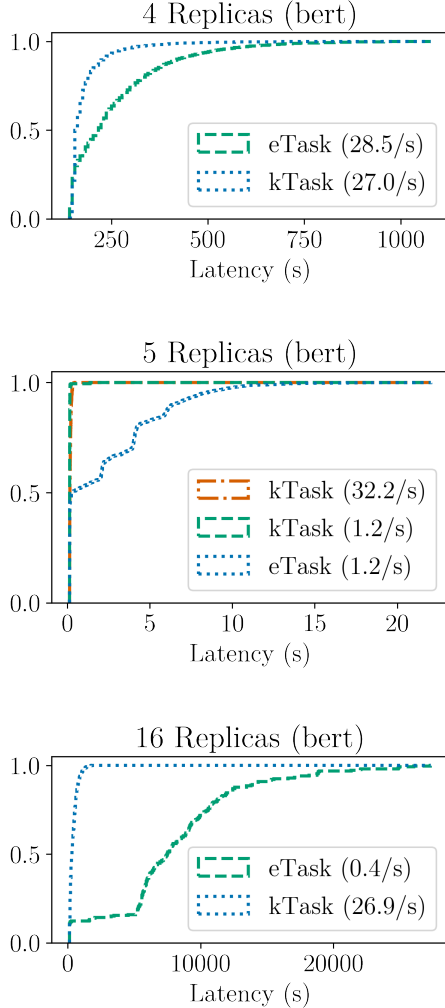 4 Replicas (bert)
1.0
0.5
0.0
eTask (28.5/s)
kTask (27.0/s)
250 500 750 1000
Latency (s)
5 Replicas (bert)
1.0
0.5
0.0
kTask (32.2/s)
kTask (1.2/s)
eTask (1.2/s)
0 5 10 15 20
Latency (s)
16 Replicas (bert)
1.0
0.5
0.0
eTask (0.4/s)
kTask (26.9/s)
0 10000 20000
Latency (s)